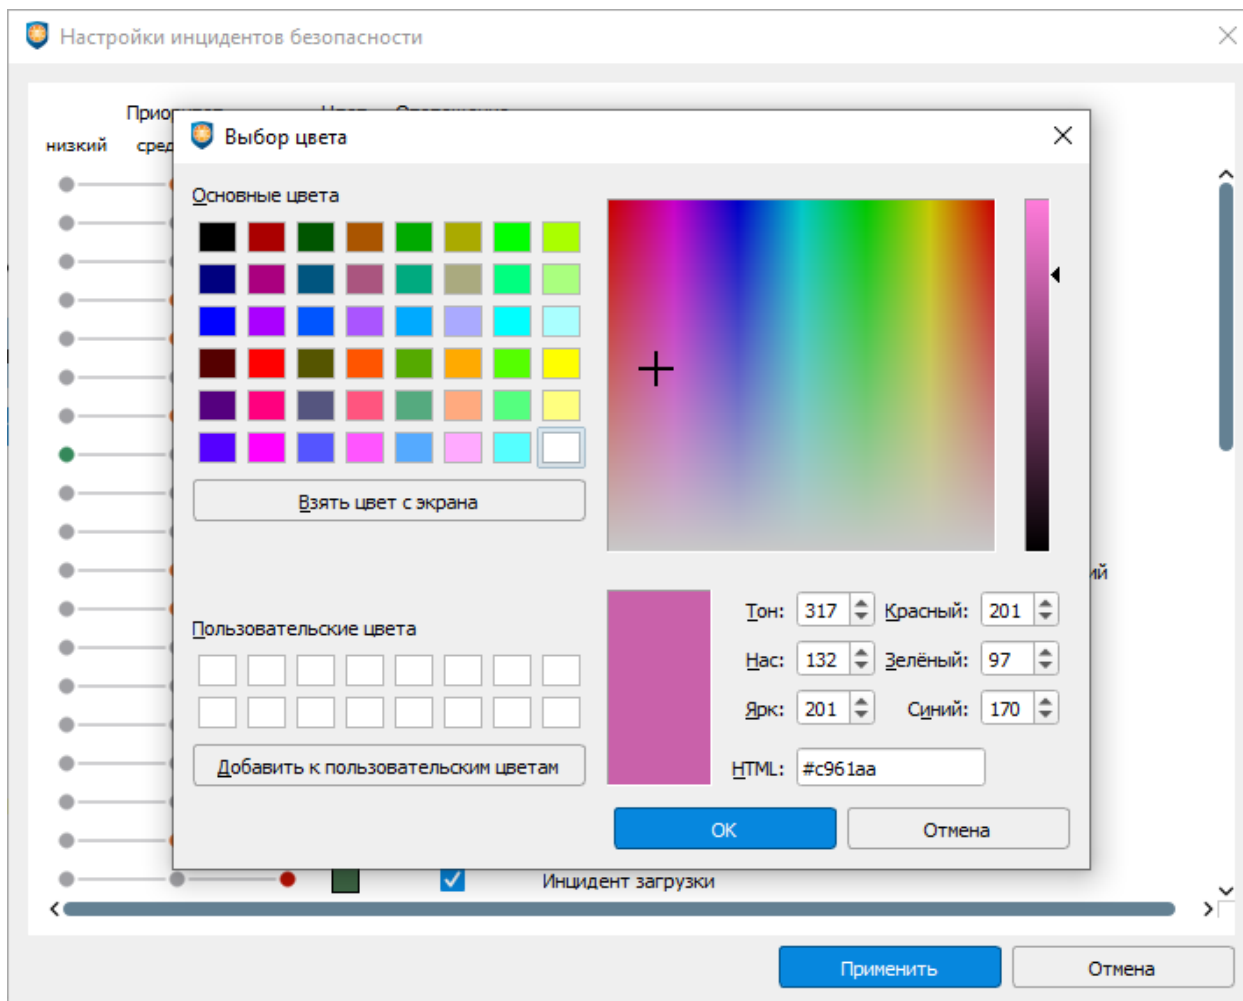 Настройки инцидентов безопасности
Выбор цвета
низкий
Основные цвета
Взять цвет с экрана
Пользовательские цвета
Добавить к пользовательским цветам
Тон: 317 Красный: 201
Нас: 132 Зелёный: 97
Ярк: 201 Синий: 170
HTML: #c961aa
ОК Отмена
Инцидент загрузки
Применить Отмена